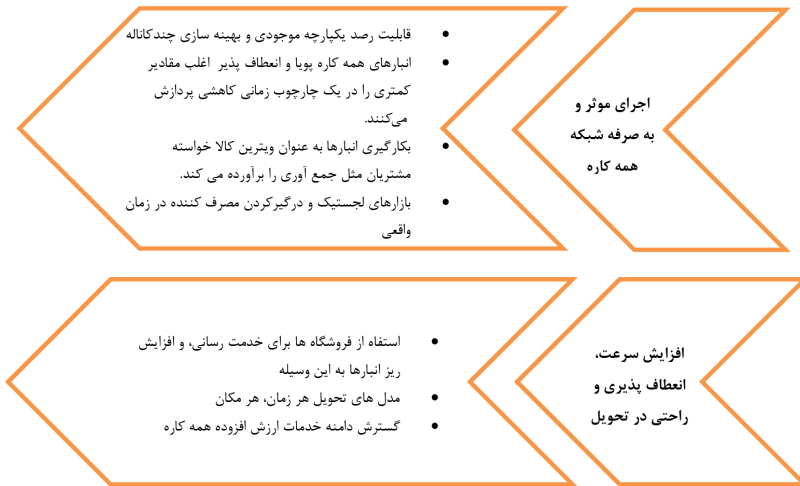 اجرای موثر و
به صرفه شبکه
همه کاره
• قابلیت رصد یکپارچه موجودی و بهینه سازی چندکاناله
• انبارهای همه کاره پویا و انعطاف پذیر اغلب مقادیر
کمتری را در یک چارچوب زمانی کاهشی پردازش
می‌کنند.
• بکارگیری انبارها به عنوان ویترین کالا خواسته
مشتریان مثل جمع آوری را برآورده می کند.
• بازارهای لجستیک و درگیرکردن مصرف کننده در زمان
واقعی
افزایش سرعت،
انعطاف پذیری و
راحتی در تحویل
• استفاه از فروشگاه ها برای خدمت رسانی، و افزایش
ریز انبارها به این وسیله
• مدل های تحویل هر زمان، هر مکان
• گسترش دامنه خدمات ارزش افزوده همه کاره